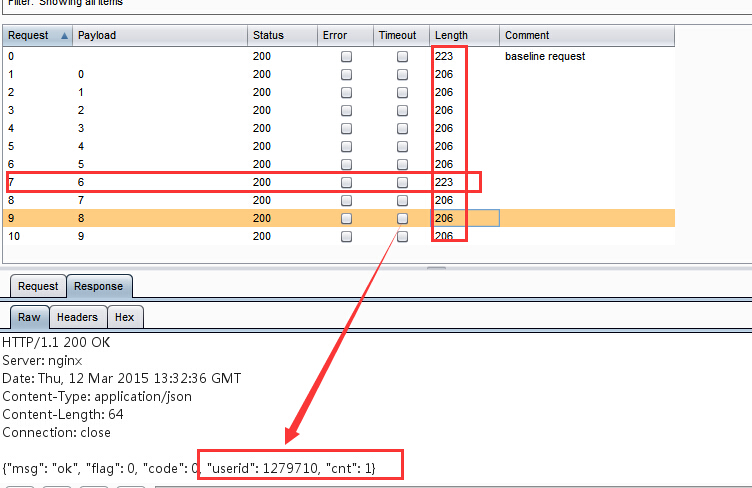 Filter: Showing all items
Request Payload Status Error Timeout Length Comment
0 200 223 baseline request
1 0 200 206
2 1 200 206
3 2 200 206
4 3 200 206
5 4 200 206
6 5 200 206
7 6 200 223
8 7 200 206
9 8 200 206
10 9 200 206
Request Response
Raw Headers Hex
HTTP/1.1 200 OK
Server: nginx
Date: Thu, 12 Mar 2015 13:32:36 GMT
Content-Type: application/json
Content-Length: 64
Connection: close
{"msg": "ok", "flag": 0, "code": 0, "userid": 1279710, "cnt": 1}